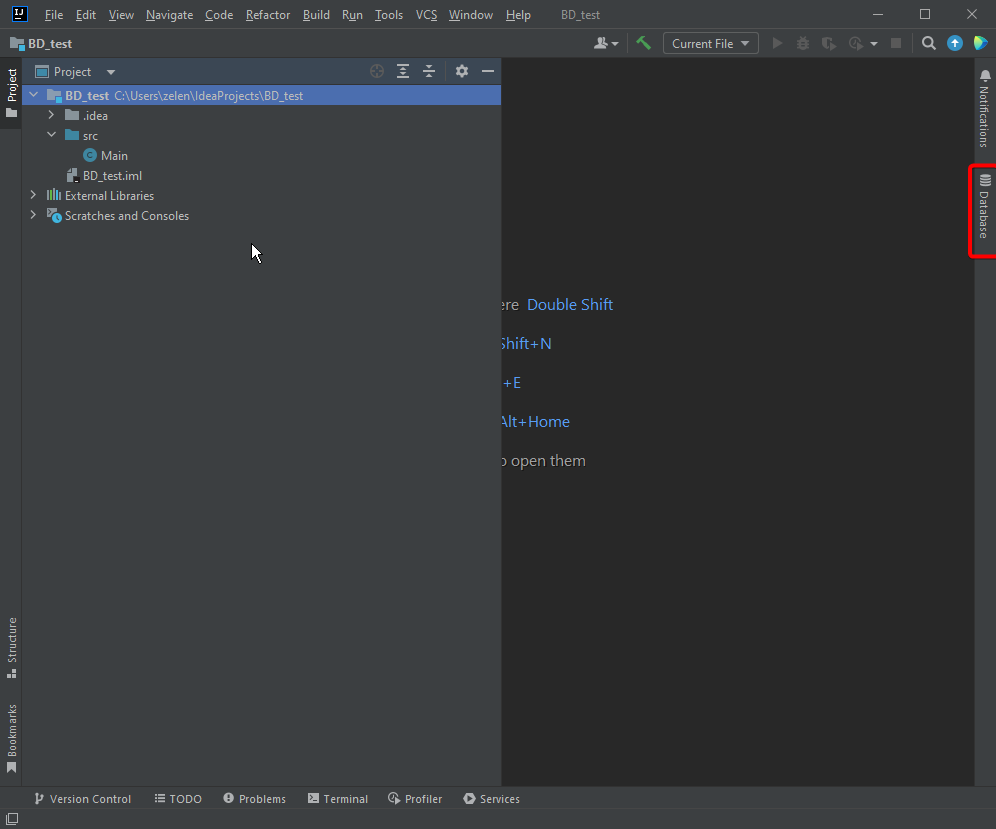 IJ File Edit View Navigate Code Refactor Build Run Tools VCS Window Help BD_test
BD_test Current File
Project
Project
BD_test C:\Users\zelen\IdeaProjects\BD_test
.idea
src
C Main
BD_test.iml
External Libraries
Scratches and Consoles
ere Double Shift
Shift+N
+E
Alt+Home
o open them
Notifications
Database
Structure
Bookmarks
Version Control TODO Problems Terminal Profiler Services